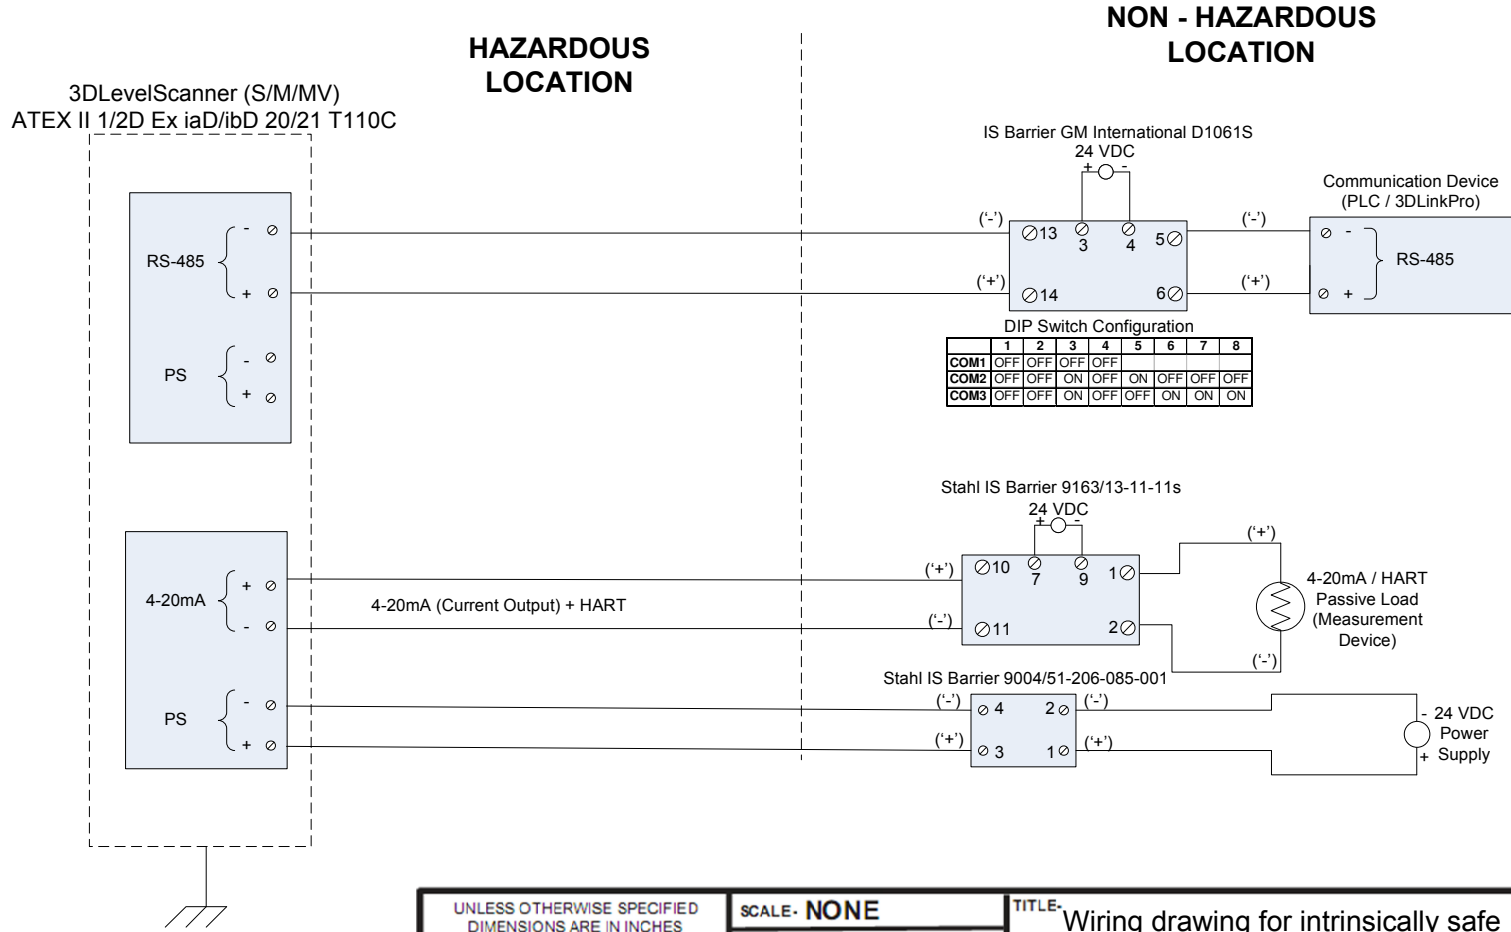 HAZARDOUS
LOCATION
NON - HAZARDOUS
LOCATION
3DLevelScanner (S/M/MV)
ATEX II 1/2D Ex iaD/ibD 20/21 T110C
RS-485
-
+
PS
-
+
IS Barrier GM International D1061S
24 VDC
+ -
('-') 13 3 4 5 ('-')
('+') 14 6 ('+')
Communication Device
(PLC / 3DLinkPro)
-
RS-485
+
DIP Switch Configuration
1 2 3 4 5 6 7 8
COM1 OFF OFF OFF OFF
COM2 OFF OFF ON OFF ON OFF OFF OFF
COM3 OFF OFF ON OFF OFF ON ON ON
4-20mA
+
-
4-20mA (Current Output) + HART
Stahl IS Barrier 9163/13-11-11s
24 VDC
+ -
('+') 10 7 9 1 ('+')
('-') 11 2 ('-')
4-20mA / HART
Passive Load
(Measurement
Device)
PS
-
+
Stahl IS Barrier 9004/51-206-085-001
('-') 4 2 ('-')
('+') 3 1 ('+')
- 24 VDC
Power
+ Supply
UNLESS OTHERWISE SPECIFIED
DIMENSIONS ARE IN INCHES
SCALE- NONE
TITLE- Wiring drawing for intrinsically safe